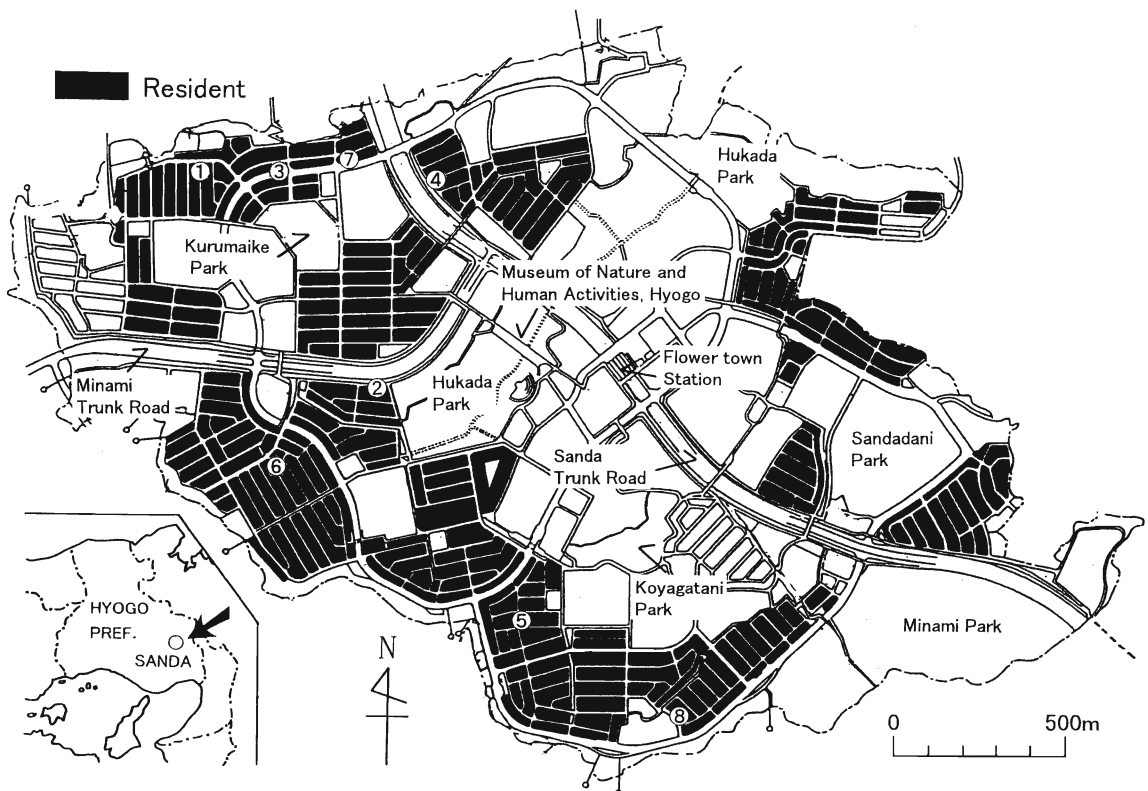 Resident
Hukada
Park
①
③
⑦
④
Kurumaike
Park
Museum of Nature and
Human Activities, Hyogo
Flower town
Station
Minami
Trunk Road
②
Hukada
Park
Sandadani
Park
⑥
Sanda
Trunk Road
Koyagatani
Park
⑤
Minami Park
HYOGO
PREF.
SANDA
N
⑧
0
500m